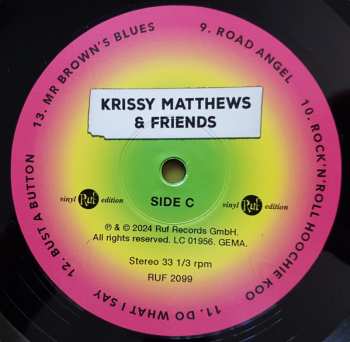 KRISSY MATTHEWS
& FRIENDS
9. ROAD ANGEL
10. ROCK'N'ROLL HOOCHIE KOO
11. DO WHAT I SAY
12. BUST A BUTTON
13. MR BROWN'S BLUES
vinyl Ruf edition
SIDE C
vinyl Ruf edition
℗ & © 2024 Ruf Records GmbH.
All rights reserved. LC 01956. GEMA.
Stereo 33 1/3 rpm
RUF 2099